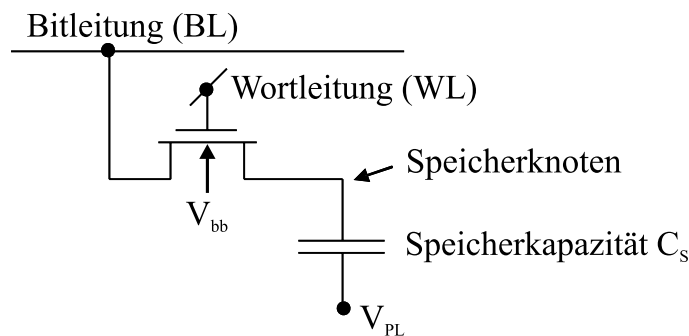 Bitleitung (BL)
Wortleitung (WL)
Speicherknoten
V_bb
Speicherkapazität C_S
V_PL